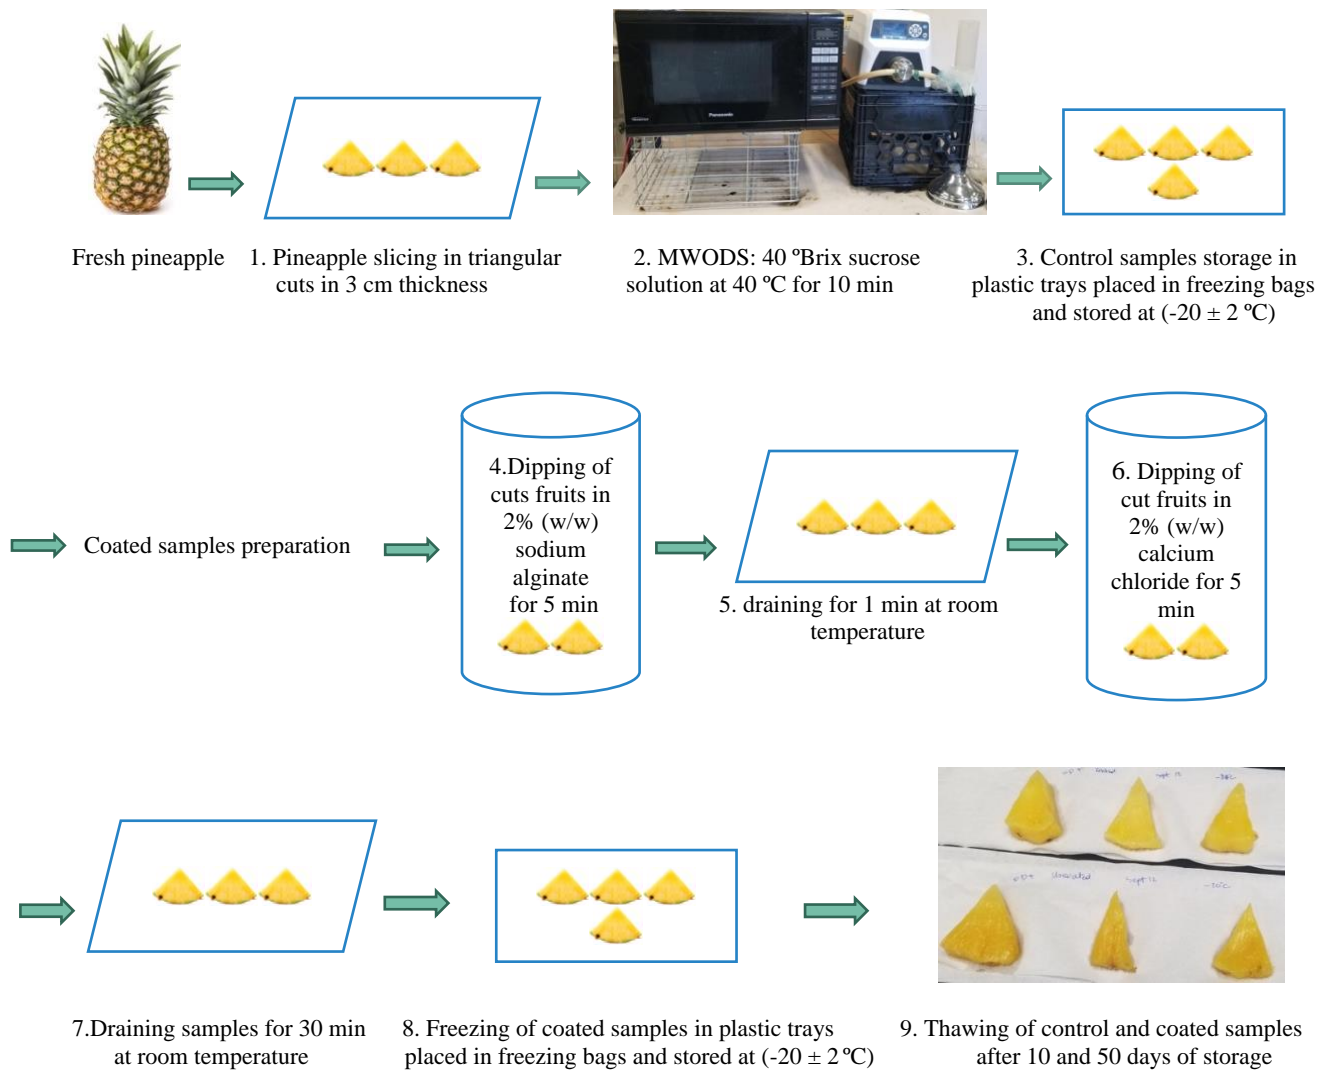 Panasonic
Fresh pineapple
1. Pineapple slicing in triangular
cuts in 3 cm thickness
2. MWODS: 40 ºBrix sucrose
solution at 40 ºC for 10 min
3. Control samples storage in
plastic trays placed in freezing bags
and stored at (-20 ± 2 ºC)
Coated samples preparation
4.Dipping of
cuts fruits in
2% (w/w)
sodium
alginate
for 5 min
5. draining for 1 min at room
temperature
6. Dipping of
cut fruits in
2% (w/w)
calcium
chloride for 5
min
Sept 12
Sept 12
-20°C
7.Draining samples for 30 min
at room temperature
8. Freezing of coated samples in plastic trays
placed in freezing bags and stored at (-20 ± 2 ºC)
9. Thawing of control and coated samples
after 10 and 50 days of storage